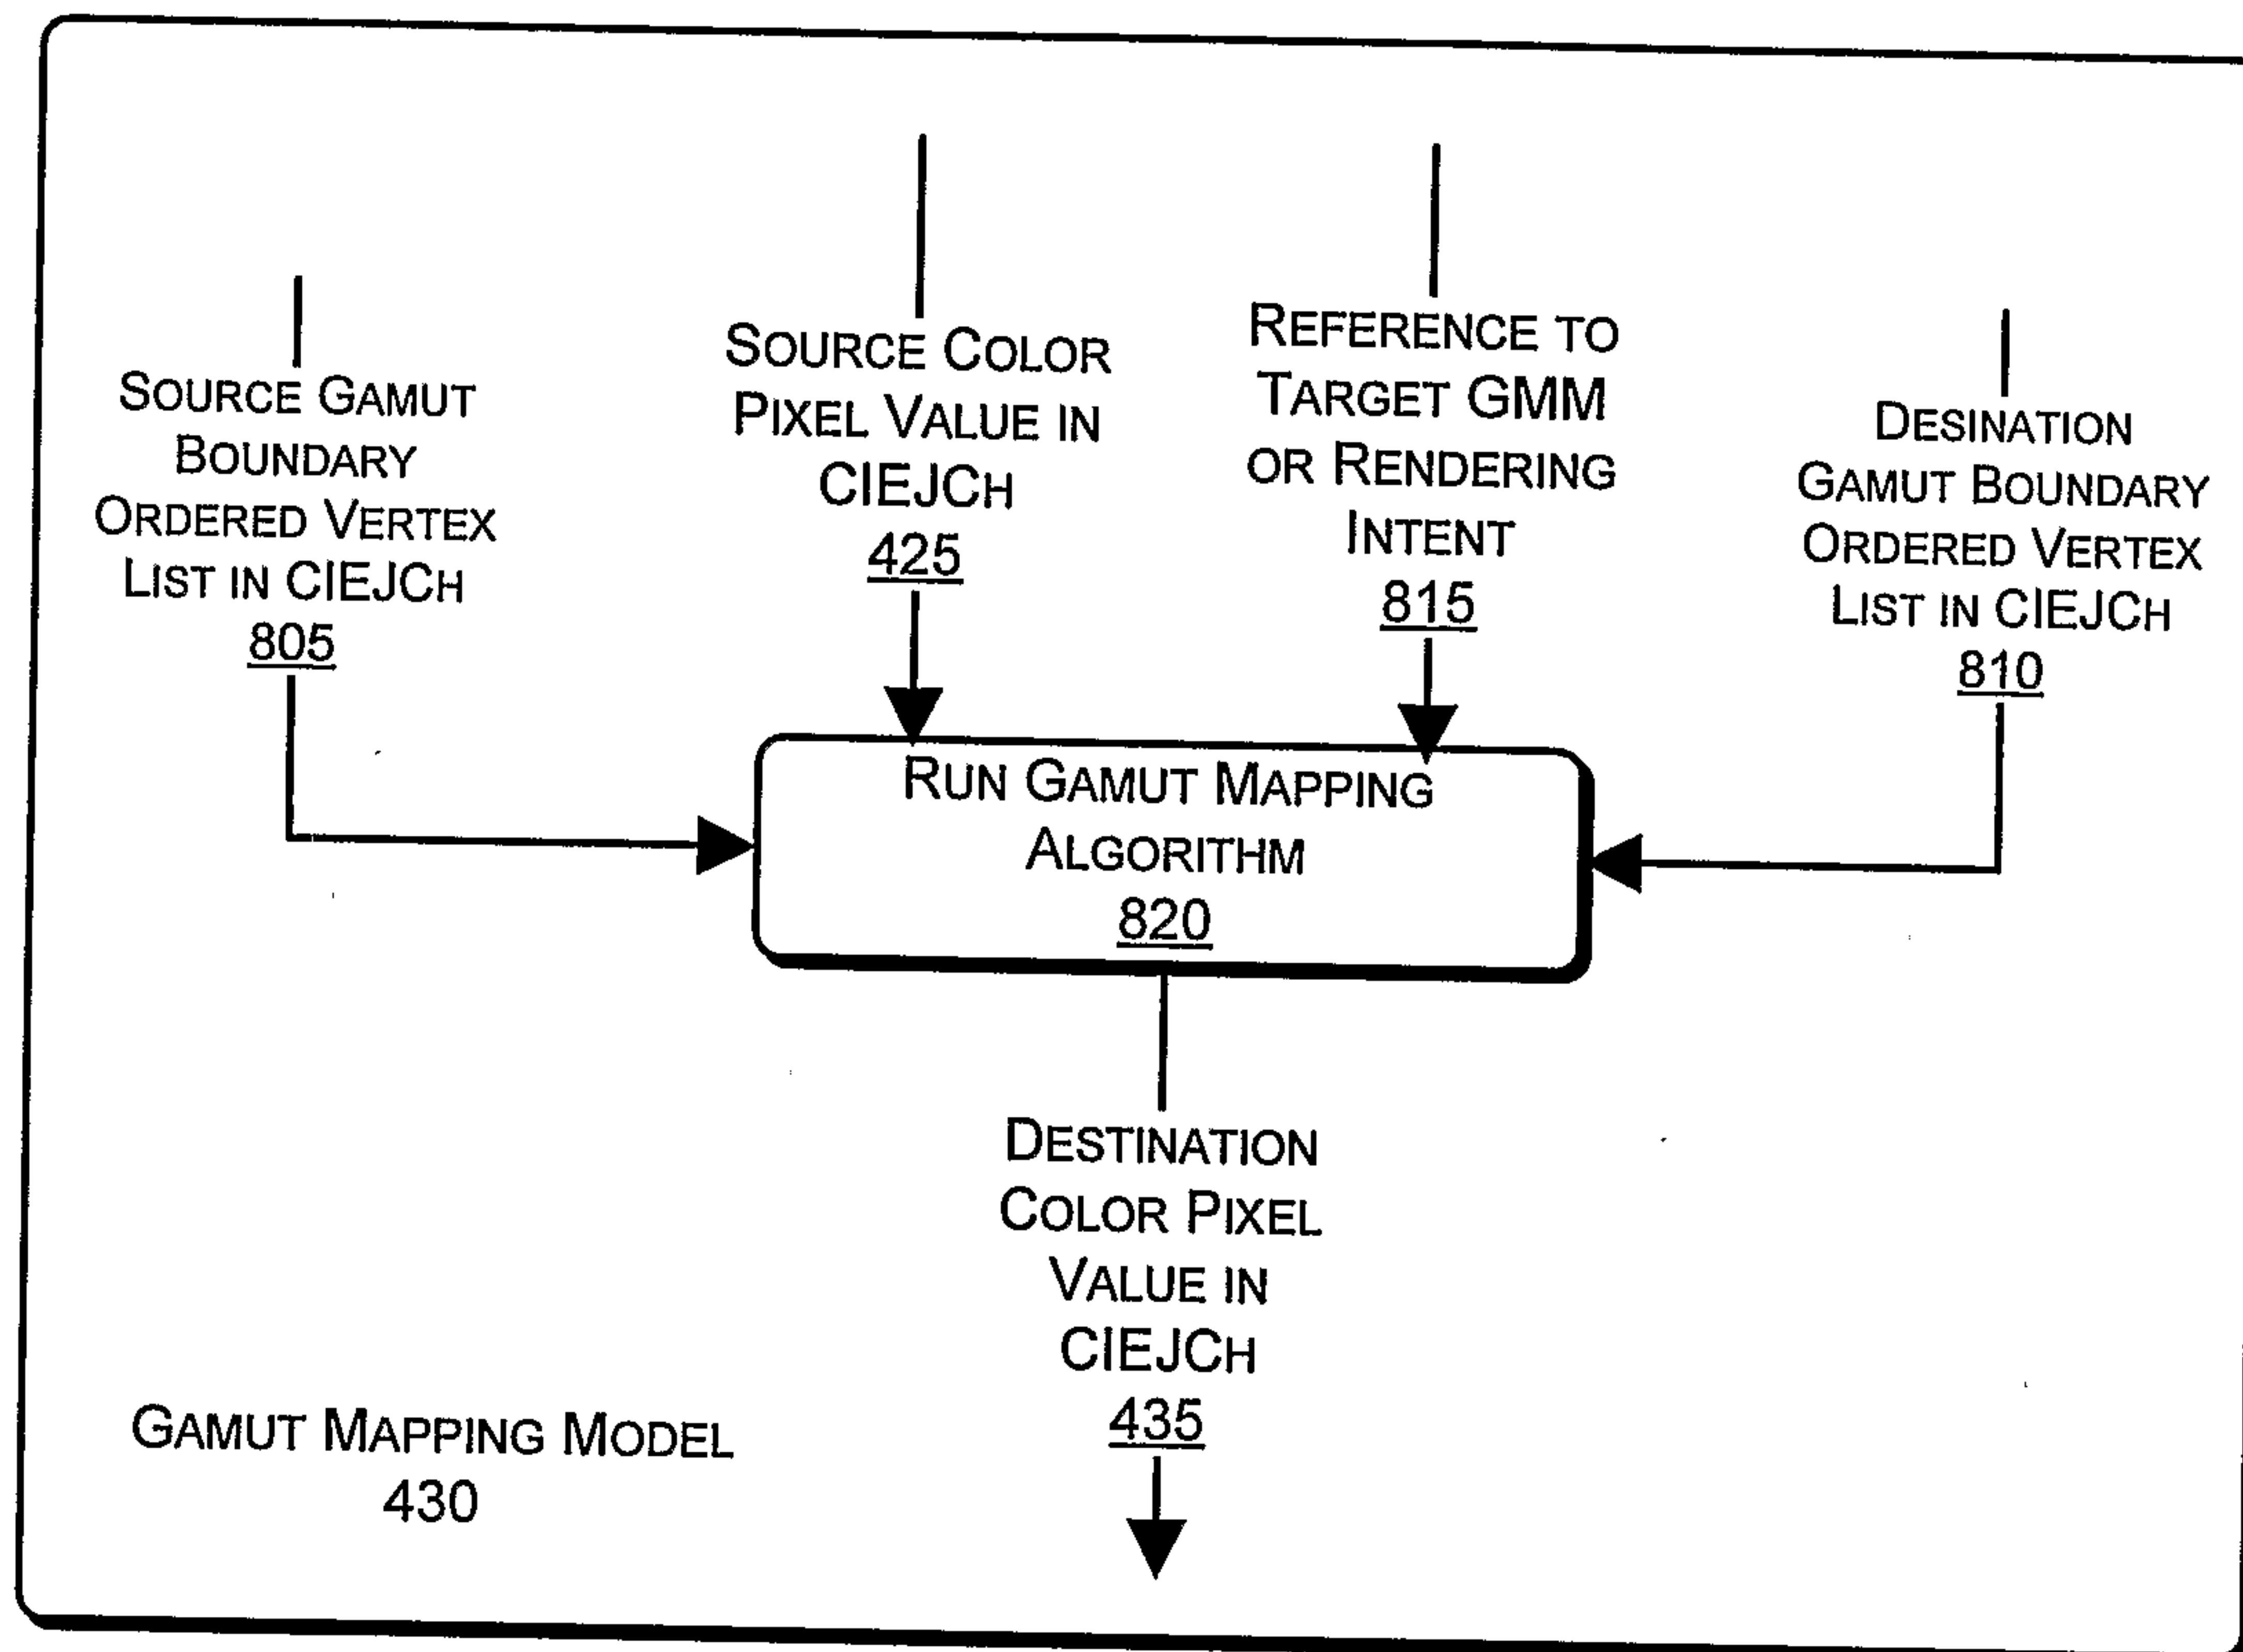 SOURCE GAMUT
BOUNDARY
ORDERED VERTEX
LIST IN CIEJCH
805
SOURCE COLOR
PIXEL VALUE IN
CIEJCH
425
REFERENCE TO
TARGET GMM
OR RENDERING
INTENT
815
DESINATION
GAMUT BOUNDARY
ORDERED VERTEX
LIST IN CIEJCH
810
RUN GAMUT MAPPING
ALGORITHM
820
DESTINATION
COLOR PIXEL
VALUE IN
CIEJCH
435
GAMUT MAPPING MODEL
430